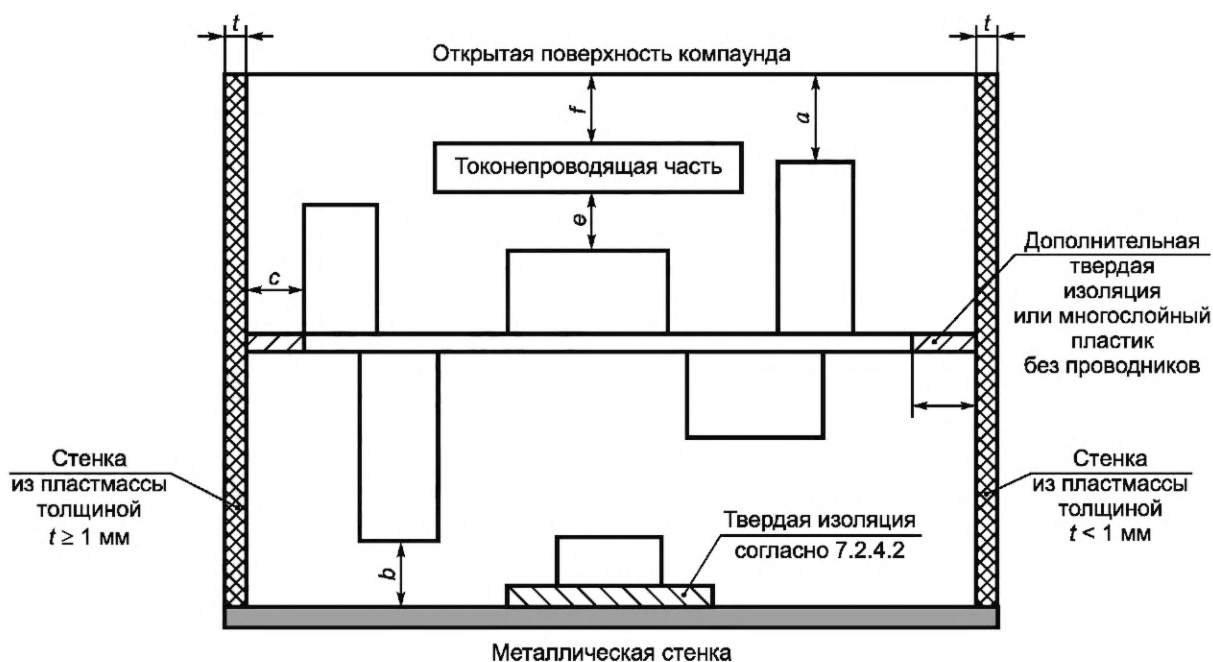 t
t
Открытая поверхность компаунда
f
a
Токонепроводящая часть
e
c
Дополнительная
твердая
изоляция
или многослойный
пластик
без проводников
Стенка
из пластмассы
толщиной
t ≥ 1 мм
Стенка
из пластмассы
толщиной
t < 1 мм
Твердая изоляция
согласно 7.2.4.2
b
Металлическая стенка